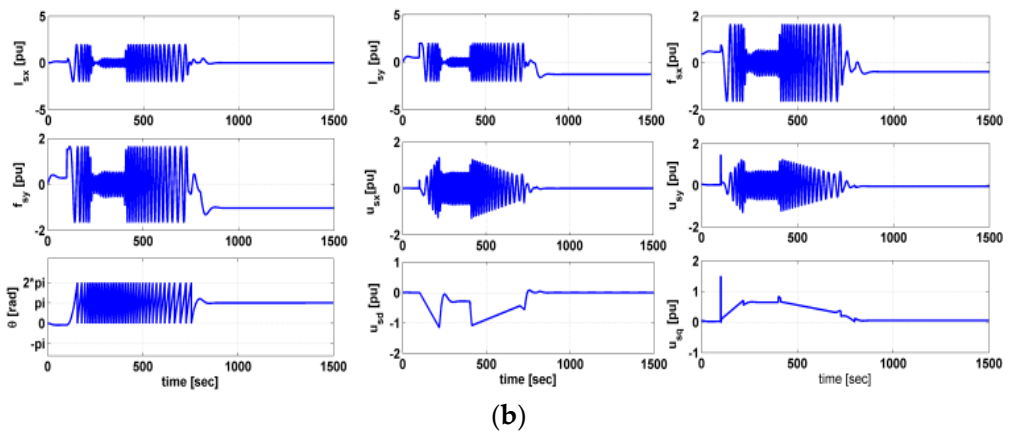 5
0
-5
I_sx [pu]
0 500 1000 1500
5
0
-5
I_sy [pu]
0 500 1000 1500
2
0
-2
f_sx[pu]
0 500 1000 1500
2
0
-2
f_sy [pu]
0 500 1000 1500
2
0
-2
u_sx[pu]
0 500 1000 1500
2
0
-2
u_sy [pu]
0 500 1000 1500
2*pi
pi
0
-pi
θ [rad]
0 500 1000 1500
time [sec]
0
-1
-2
u_sd [pu]
0 500 1000 1500
time [sec]
2
1
0
-1
u_sq [pu]
0 500 1000 1500
time [sec]
(b)